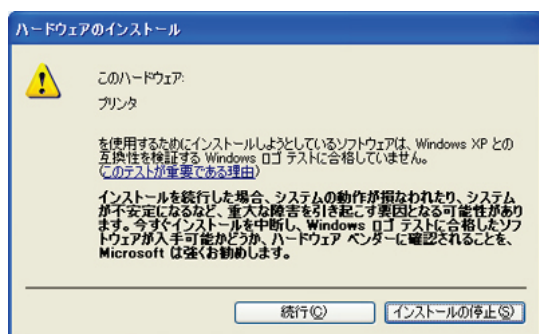 ハードウェアのインストール
このハードウェア:
プリンタ
を使用するためにインストールしようとしているソフトウェアは、Windows XP との
互換性を検証する Windows ロゴ テストに合格していません。
(このテストが重要である理由)
インストールを続行した場合、システムの動作が損なわれたり、システム
が不安定になるなど、重大な障害を引き起こす要因となる可能性があり
ます。今すぐインストールを中断し、Windows ロゴ テストに合格したソフ
トウェアが入手可能かどうか、ハードウェア ベンダーに確認されることを、
Microsoft は強くお勧めします。
続行(C)
インストールの停止(S)